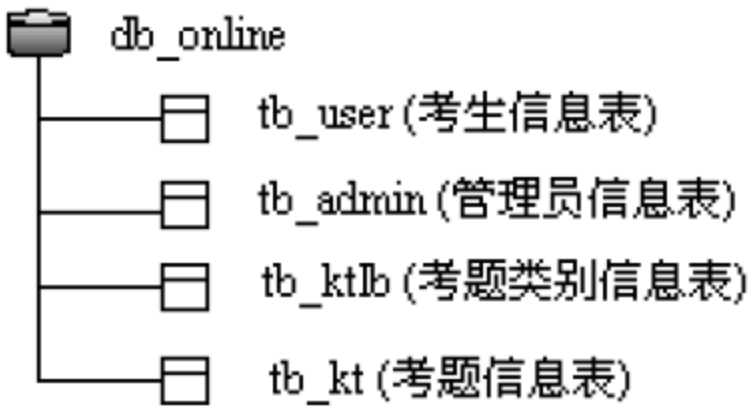 db_online
tb_user (考生信息表)
tb_admin (管理员信息表)
tb_ktlb (考题类别信息表)
tb_kt (考题信息表)